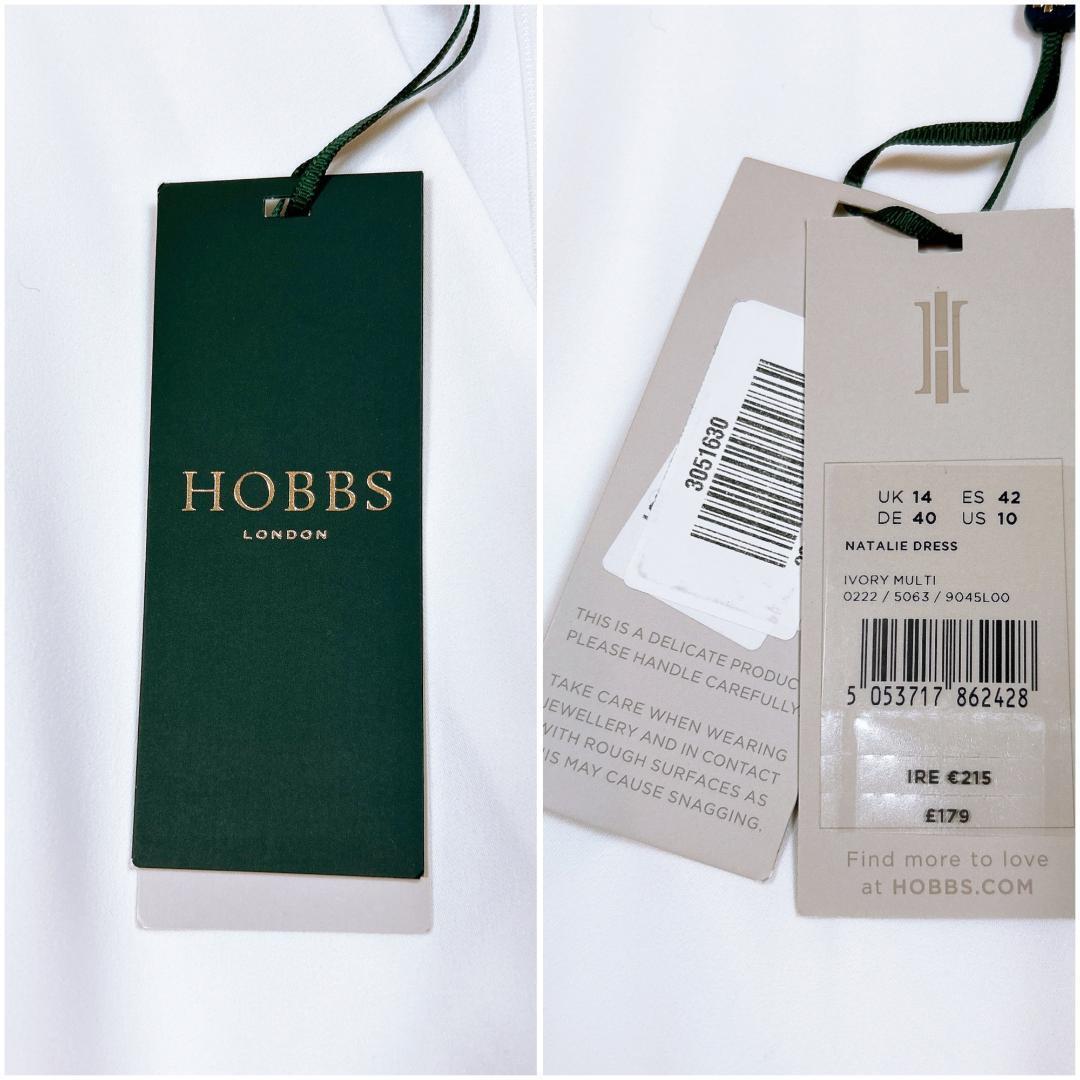 HOBBS
LONDON
3051630
THIS IS A DELICATE
PLEASE HANDLE CAREFULLY
TAKE CARE WHEN WEARING
JEWELLERY AND IN CONTACT
WITH ROUGH SURFACES AS
MAY CAUSE SNAGGING.
UK 14 ES 42
DE 40 US 10
NATALIE DRESS
IVORY MULTI
0222 / 5063 / 9045L00
5 053717 862428
IRE €215
£179
Find more to love
at HOBBS.COM